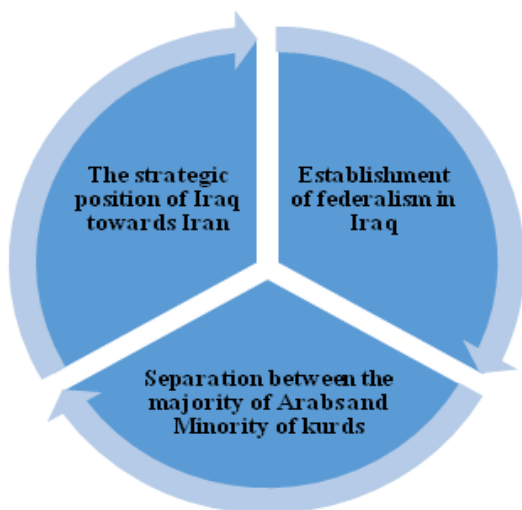 The strategic
position of Iraq
towards Iran
Establishment
of federalism in
Iraq
Separation between the
majority of Arabsand
Minority of kurds